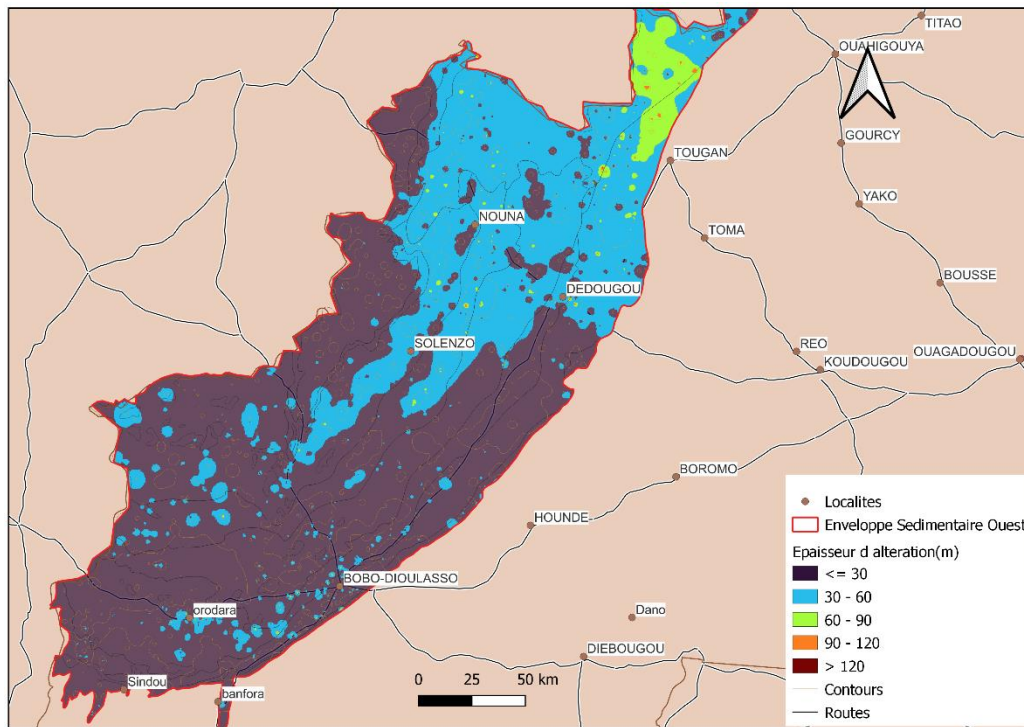 TITAO
OUAHIGOUYA
GOURCY
TOUGAN
YAKO
NOUNA
TOMA
BOUSSE
DEDOUGOU
SOLENZO
REO
OUAGADOUGOU
KOUDOUGOU
BOROMO
HOUNDE
BOBO-DIOULASSO
orodara
Dano
DIEBOUGOU
Sindou
banfora
0 25 50 km
Localites
Enveloppe Sedimentaire Ouest
Epaisseur d alteration(m)
<= 30
30 - 60
60 - 90
90 - 120
> 120
Contours
Routes